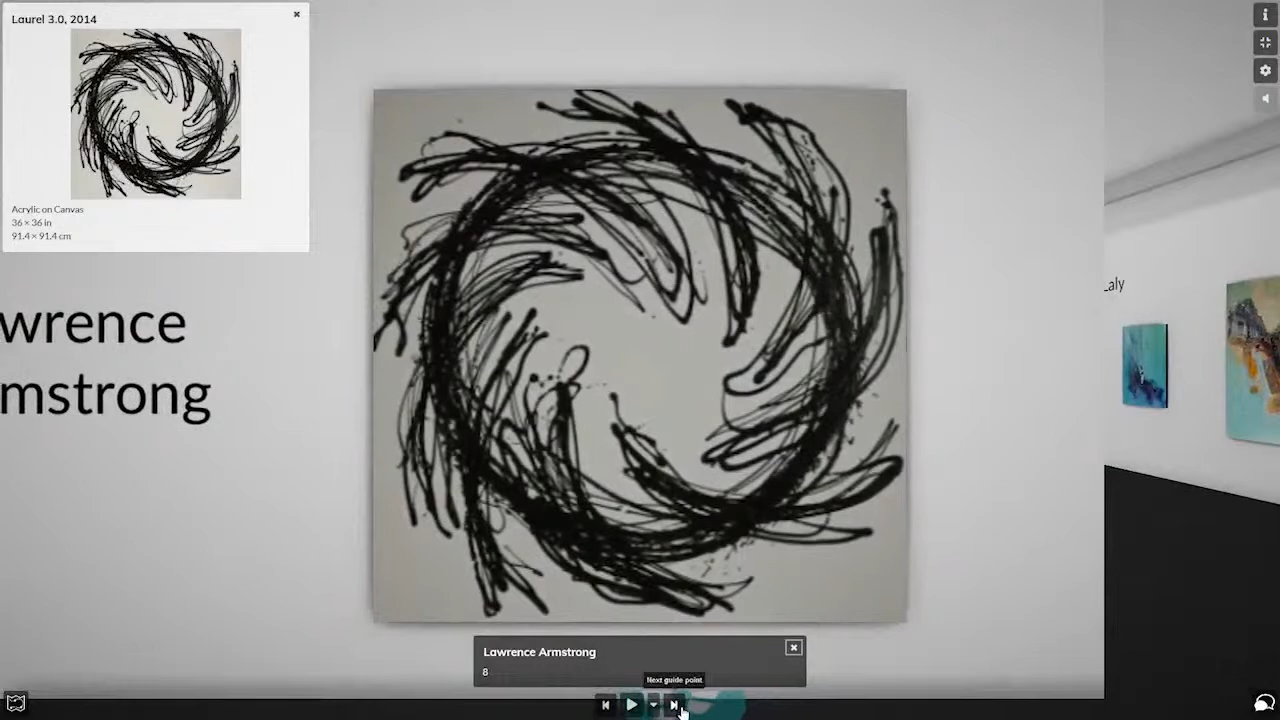 Laurel 3.0, 2014
Acrylic on Canvas
36 × 36 in
91.4 × 91.4 cm
wrence
mstrong
Laly
Lawrence Armstrong
8
Next guide point